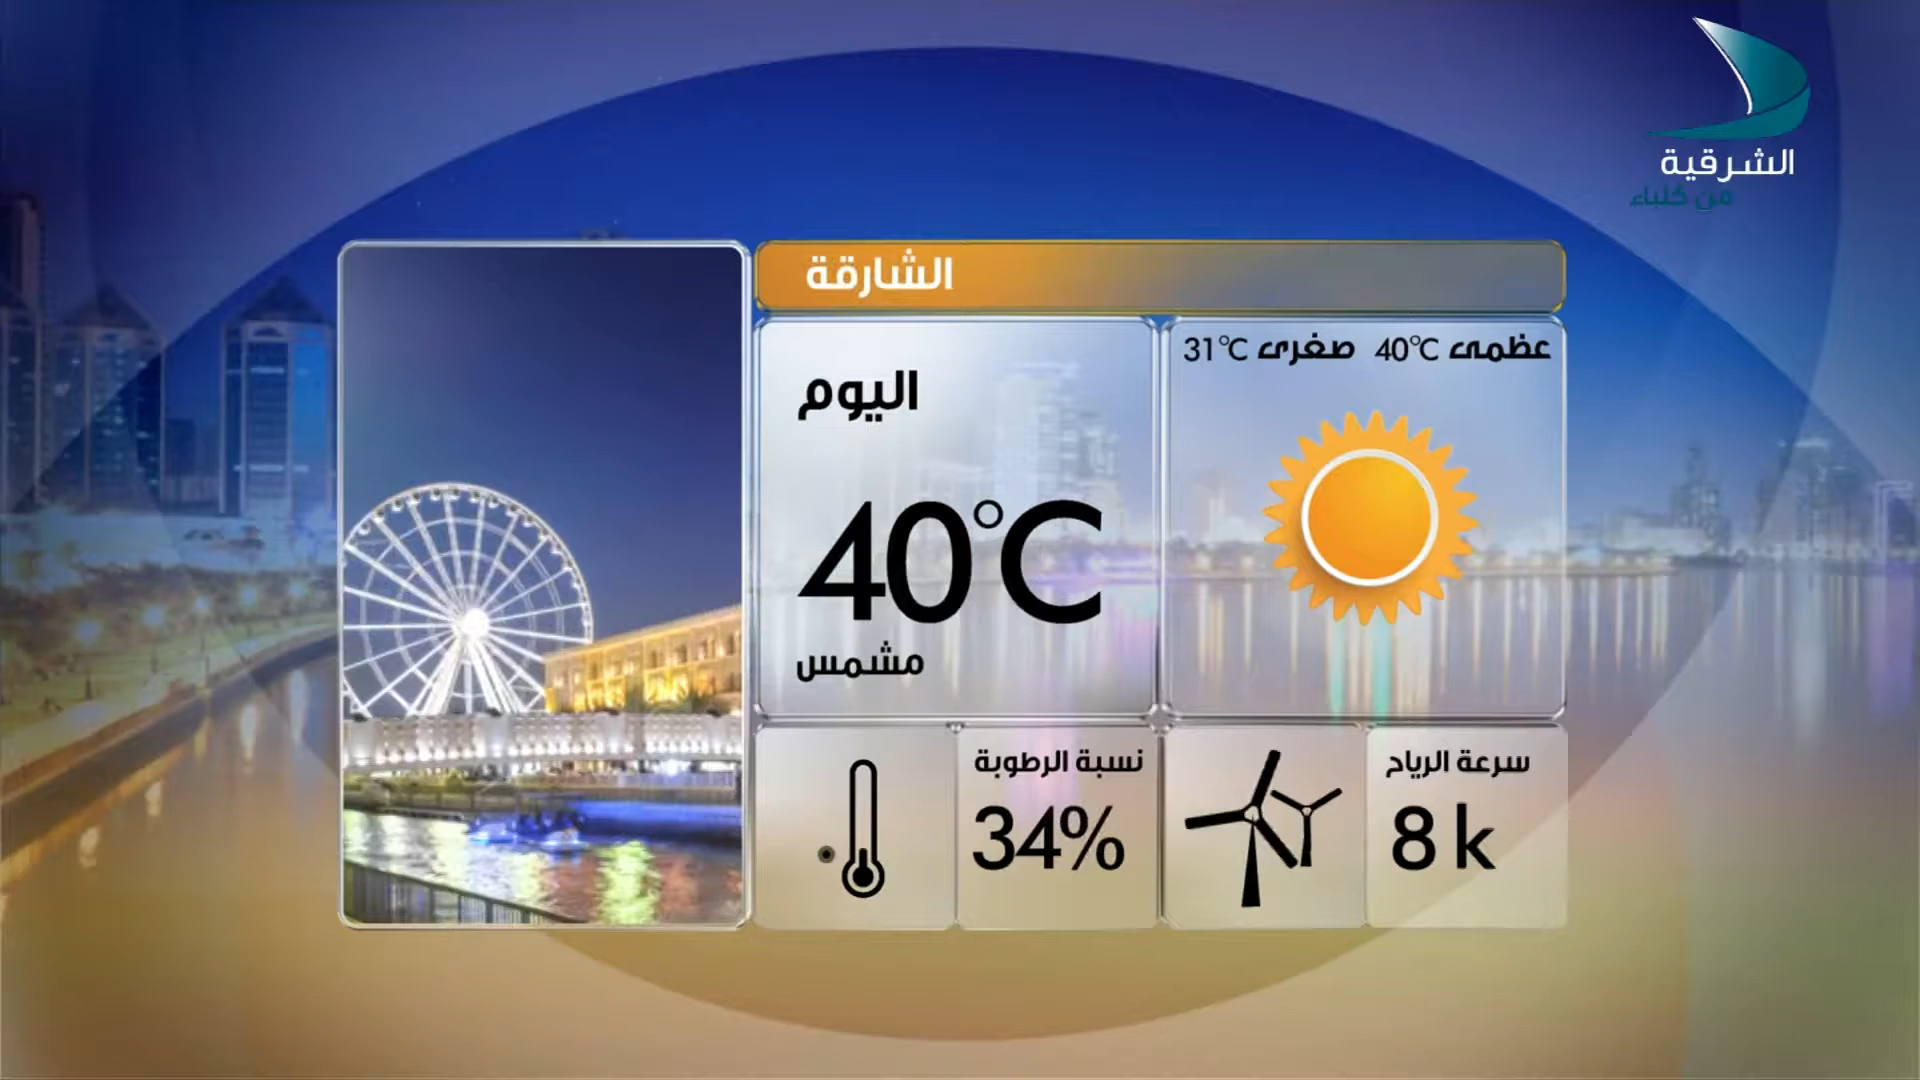 الشرقية
من كلباء
الشارقة
عظمى 40°C صغرى 31°C
اليوم
40°C
مشمس
نسبة الرطوبة
34%
سرعة الرياح
8 k